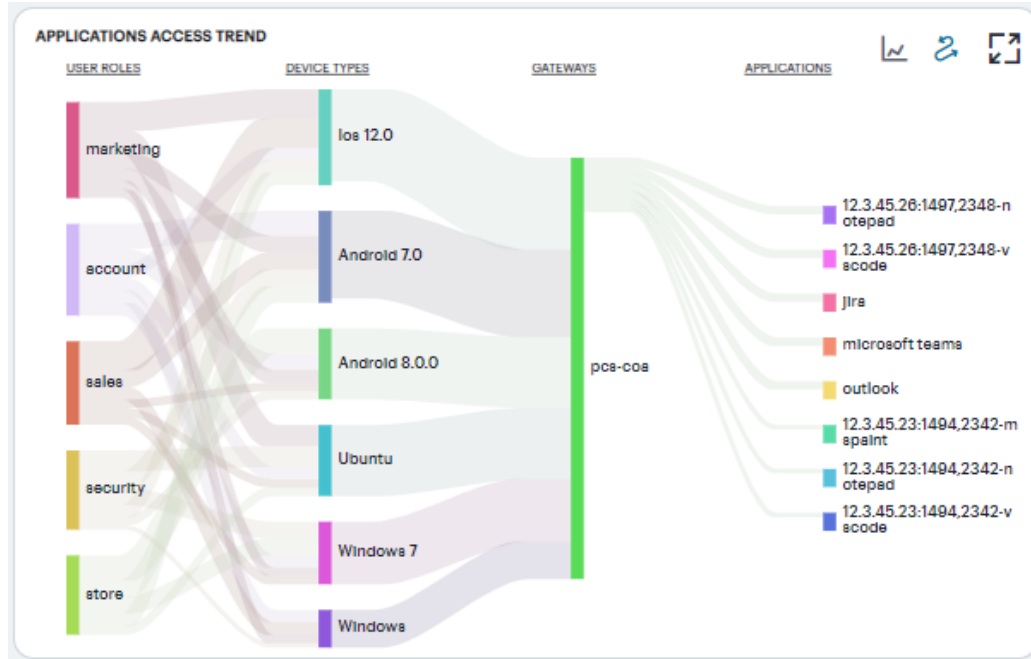 APPLICATIONS ACCESS TREND
USER ROLES
DEVICE TYPES
GATEWAYS
APPLICATIONS
marketing
account
sales
security
store
Ios 12.0
Android 7.0
Android 8.0.0
Ubuntu
Windows 7
Windows
pcs-coa
12.3.45.26:1497,2348-n
otepad
12.3.45.26:1497,2348-v
scode
jira
microsoft teams
outlook
12.3.45.23:1494,2342-m
spaint
12.3.45.23:1494,2342-n
otepad
12.3.45.23:1494,2342-v
scode